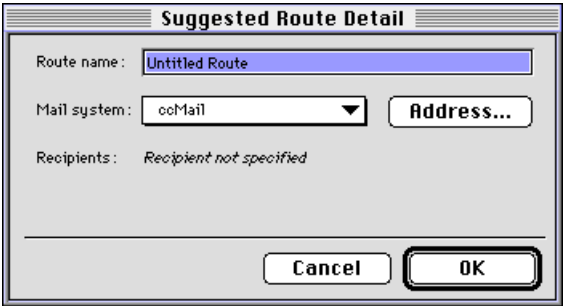 Suggested Route Detail
Route name: Untitled Route
Mail system: ccMail Address...
Recipients: Recipient not specified
Cancel OK